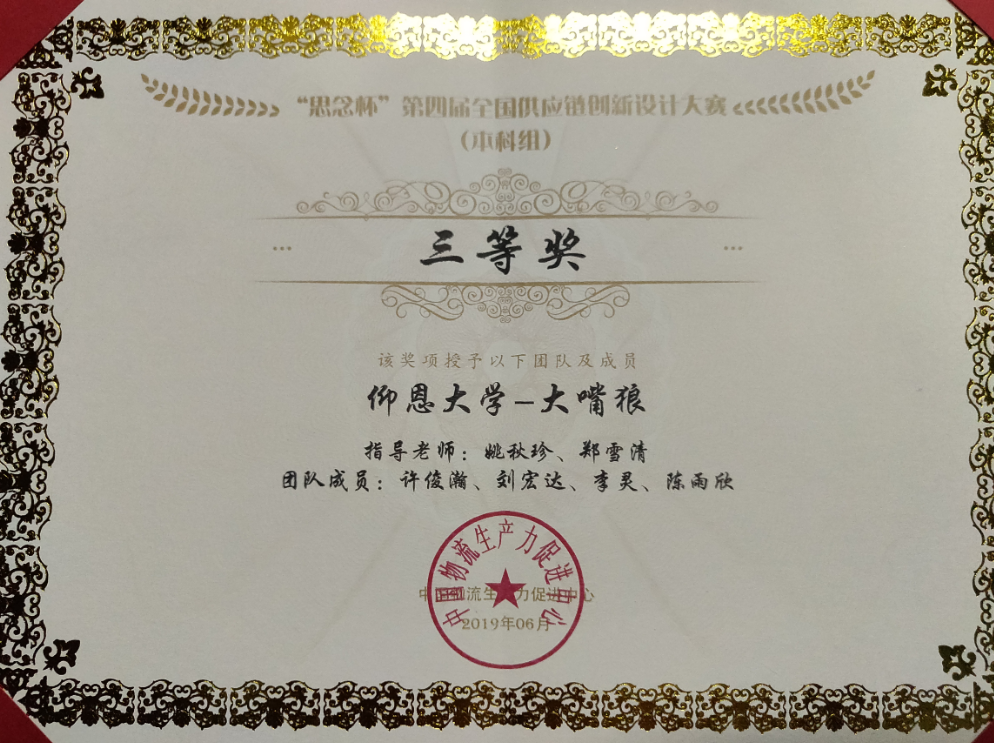 “思念杯”第四届全国供应链创新设计大赛
（本科组）
三等奖
该奖项授予以下团队及成员
仰恩大学-大嘴狼
指导老师：姚秋珍、郑雪清
团队成员：许俊瀚、刘宏达、李灵、陈雨欣
中国物流生产力促进中心
中国物流生产力促进中心
2019年06月